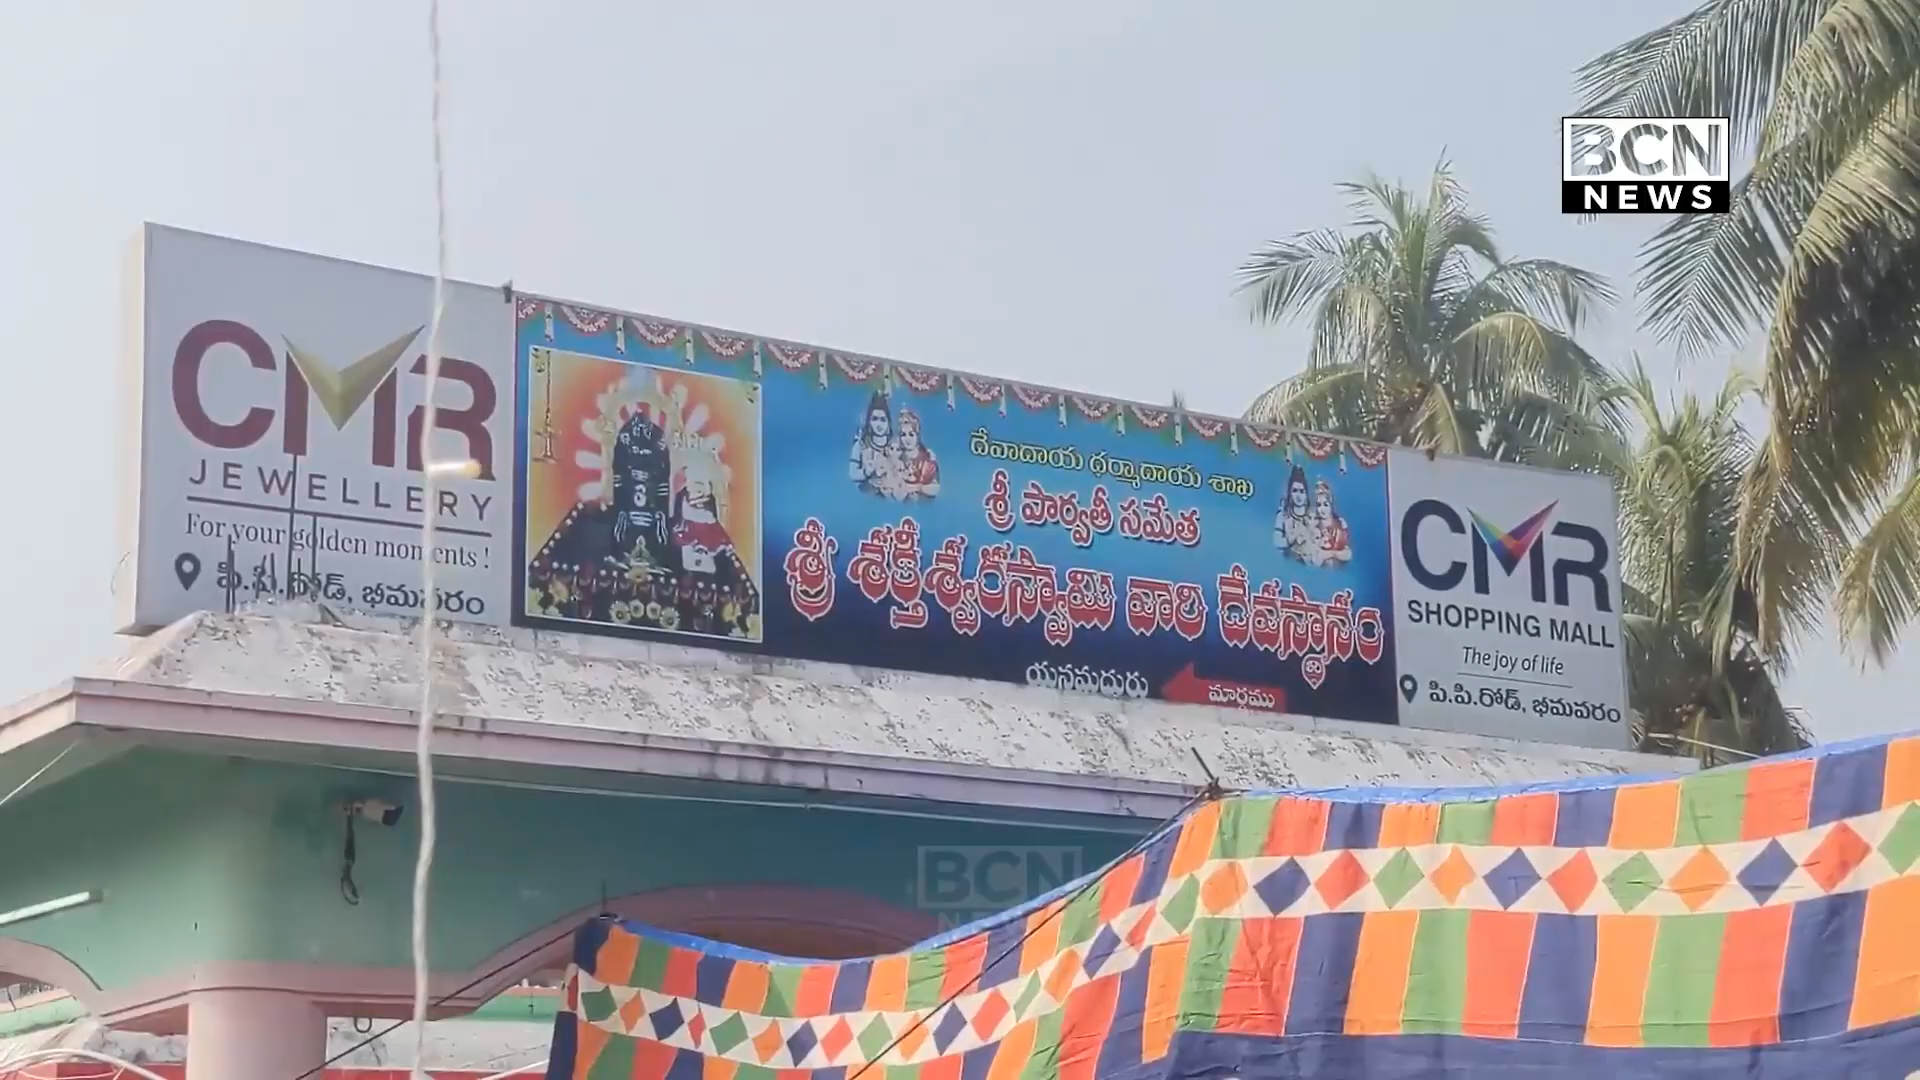 BCN
NEWS
CMR
JEWELLERY
For your golden moments !
పి.పి.రోడ్, భీమవరం
దేవాదాయ ధర్మాదాయ శాఖ
శ్రీ పార్వతీ సమేత
శ్రీ శక్తీశ్వరస్వామి వారి దేవస్థానం
యనమదుర్రు
మార్గము
CMR
SHOPPING MALL
The joy of life
పి.పి.రోడ్, భీమవరం
BCN